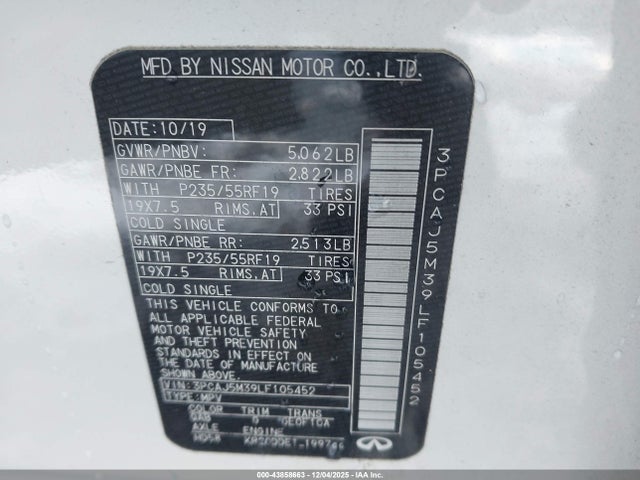 MFD BY NISSAN MOTOR CO.,LTD.
DATE: 10/19
GVWR/PNBV: 5.062LB
GAWR/PNBE FR: 2.822LB
WITH P235/55RF19 TIRES
19X7.5 RIMS.AT 33 PSI
COLD SINGLE
GAWR/PNBE RR: 2.513LB
WITH P235/55RF19 TIRES
19X7.5 RIMS.AT 33 PSI
COLD SINGLE
THIS VEHICLE CONFORMS TO
ALL APPLICABLE FEDERAL
MOTOR VEHICLE SAFETY
AND THEFT PREVENTION
STANDARDS IN EFFECT ON
THE DATE OF MANUFACTURE
SHOWN ABOVE.
VIN: 3PCAJ5M39LF105452
TYPE: MPV
COLOR TRIM
AXLE ENGINE
INFINITI
3PCAJ5M39LF105452
000-43858663 12/04/2025 IAAI.COM